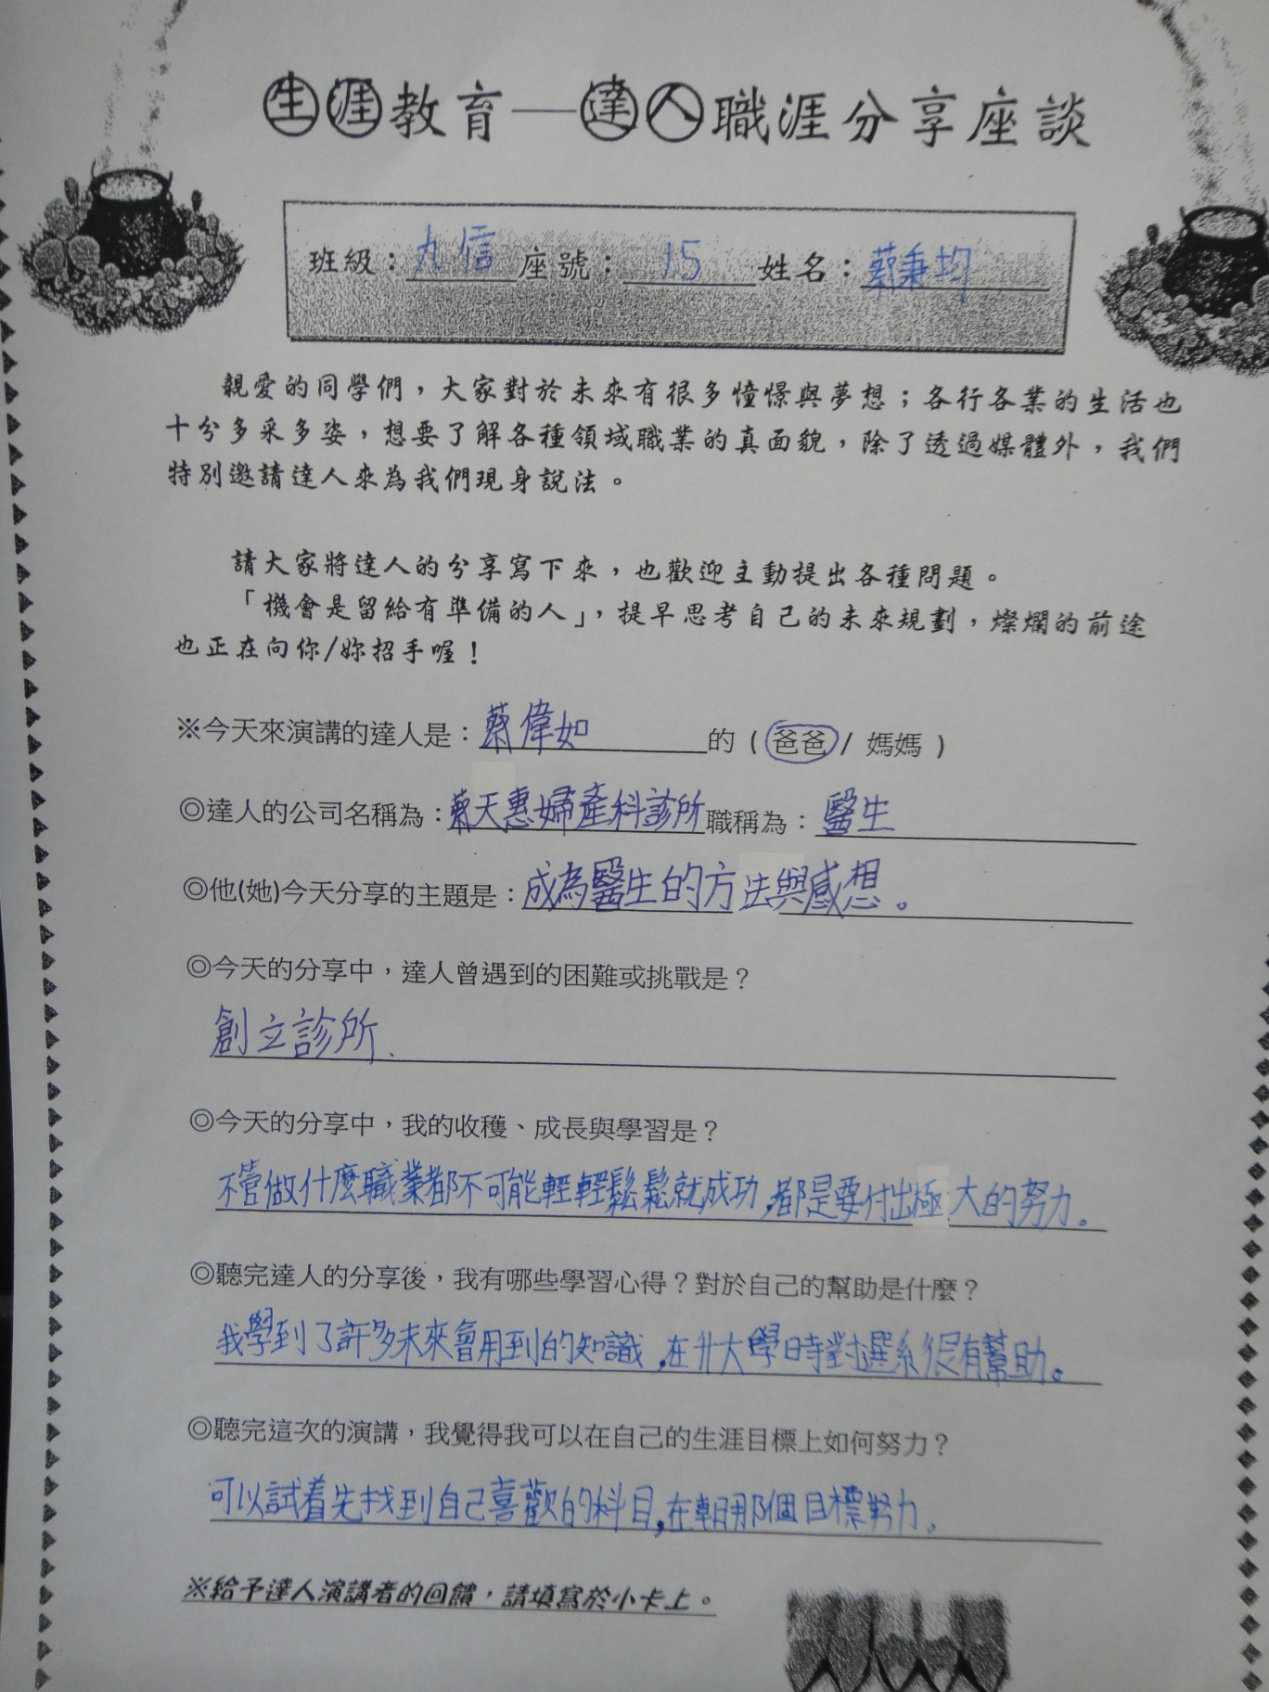 生涯教育—達人職涯分享座談
班級：九信 座號：15 姓名：蔡秉均
親愛的同學們，大家對於未來有很多憧憬與夢想；各行各業的生活也
十分多采多姿，想要了解各種領域職業的真面貌，除了透過媒體外，我們
特別邀請達人來為我們現身說法。
請大家將達人的分享寫下來，也歡迎主動提出各種問題。
「機會是留給有準備的人」，提早思考自己的未來規劃，燦爛的前途
也正在向你/妳招手喔！
※今天來演講的達人是：蔡偉如的（爸爸/ 媽媽 ）
◎達人的公司名稱為：蔡天惠婦產科診所職稱為：醫生
◎他(她)今天分享的主題是：成為醫生的方法與感想。
◎今天的分享中，達人曾遇到的困難或挑戰是？
創立診所.
◎今天的分享中，我的收穫、成長與學習是？
不管做什麼職業都不可能輕輕鬆鬆就成功,都是要付出極大的努力。
◎聽完達人的分享後，我有哪些學習心得？對於自己的幫助是什麼？
我學到了許多未來會用到的知識,在升大學時對選系很有幫助。
◎聽完這次的演講，我覺得我可以在自己的生涯目標上如何努力？
可以試着先找到自己喜歡的科目,在朝那個目標努力。
※給予達人演講者的回饋，請填寫於小卡上。